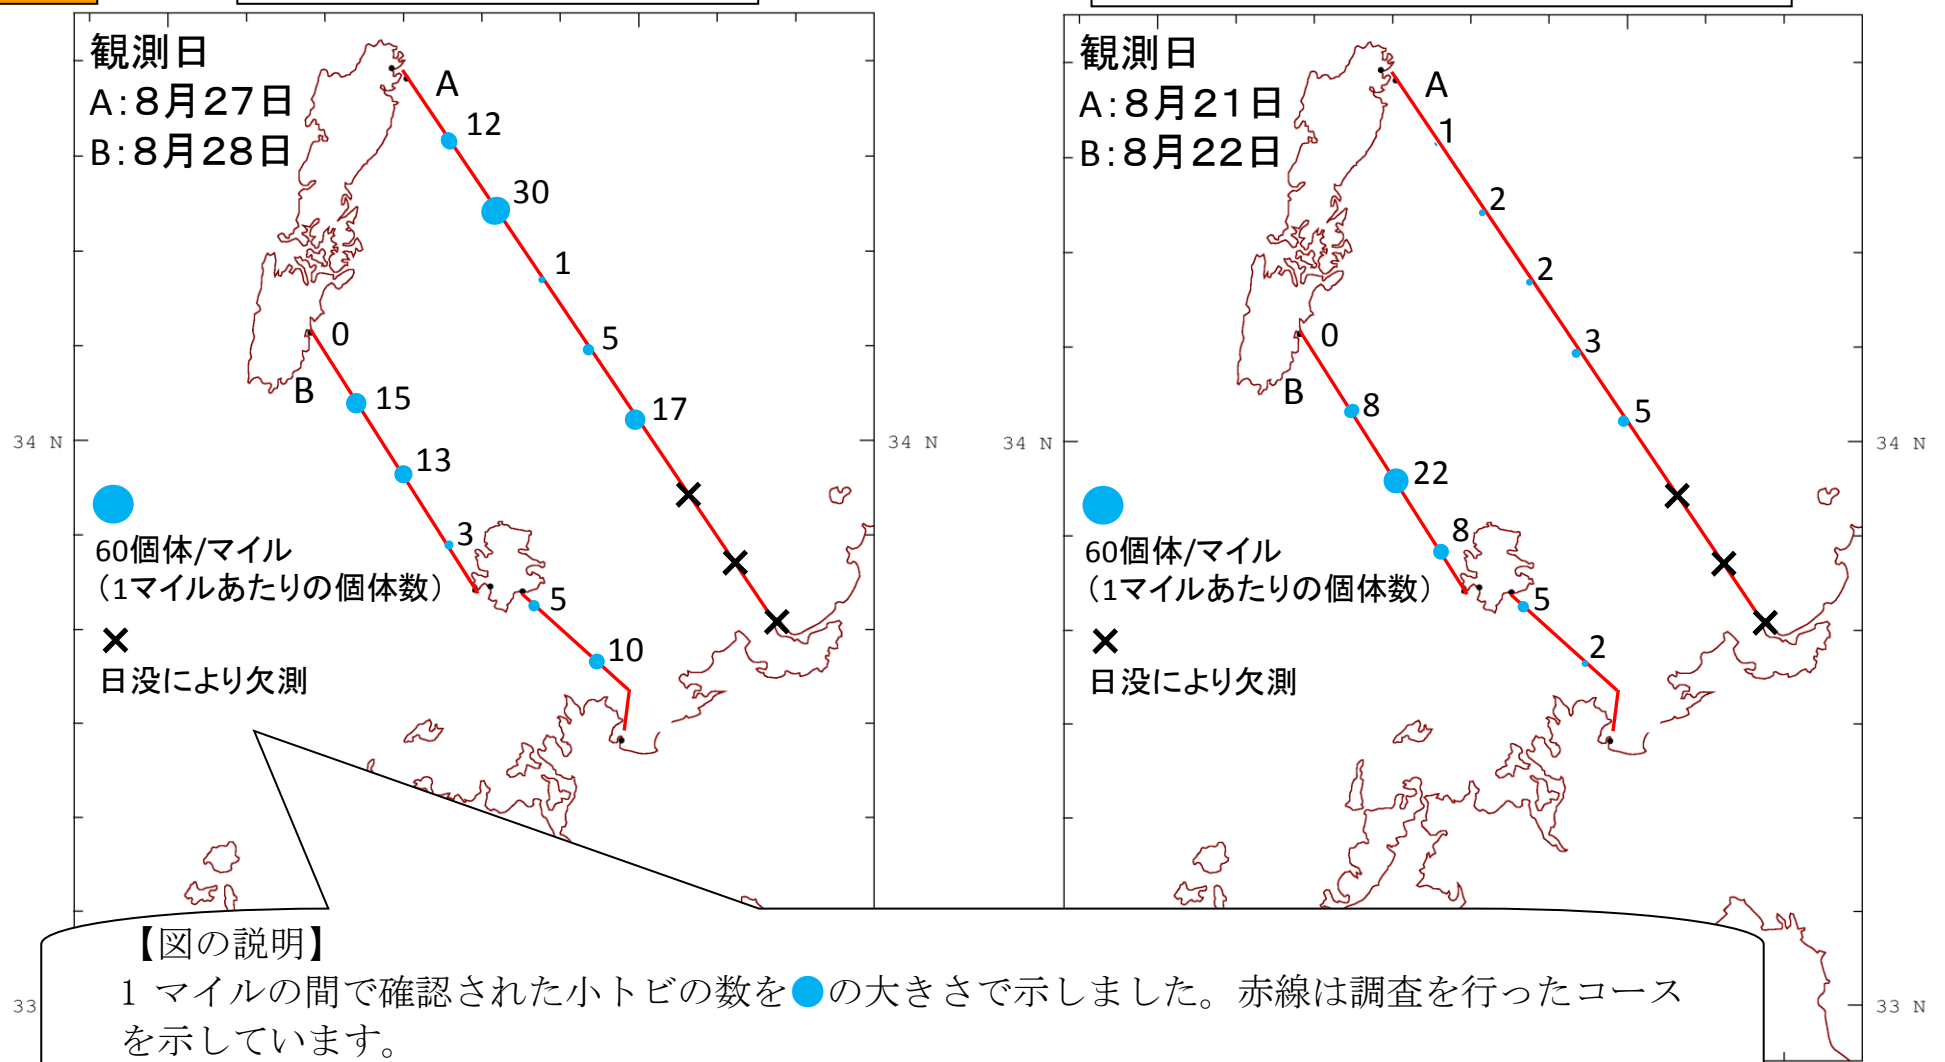 観測日
A:8月27日
B:8月28日
A
12
30
1
5
17
0
B
15
13
3
5
10
34 N
34 N
60個体/マイル
(1マイルあたりの個体数)
×
日没により欠測
観測日
A:8月21日
B:8月22日
A
1
2
2
3
5
0
B
8
22
8
5
2
34 N
34 N
60個体/マイル
(1マイルあたりの個体数)
×
日没により欠測
33
33 N
【図の説明】
1 マイルの間で確認された小トビの数を●の大きさで示しました。赤線は調査を行ったコース
を示しています。